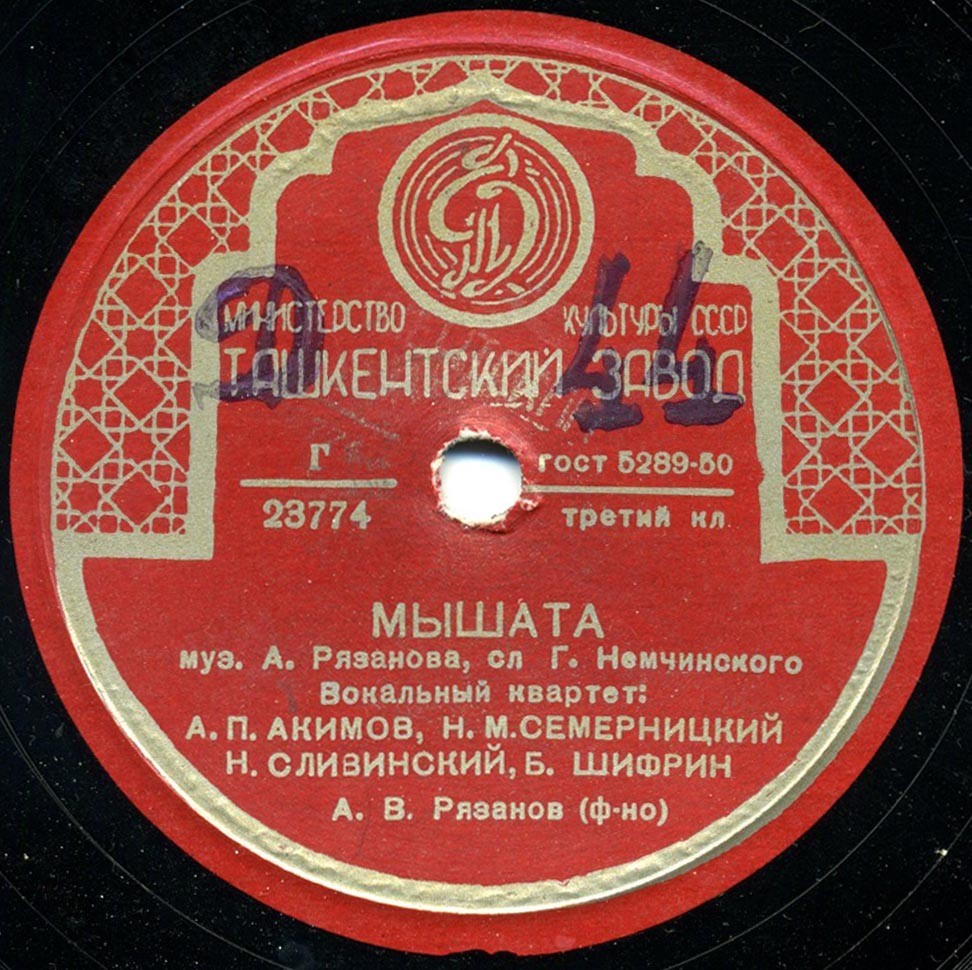 Д 11
МИНИСТЕРСТВО КУЛЬТУРЫ СССР
ТАШКЕНТСКИЙ ЗАВОД
Г ГОСТ 5289-50
23774 третий кл
МЫШАТА
муз. А. Рязанова, сл Г. Немчинского
Вокальный квартет:
А. П. АКИМОВ, Н. М. СЕМЕРНИЦКИЙ
Н. СЛИВИНСКИЙ, Б. ШИФРИН
А. В. Рязанов (ф-но)